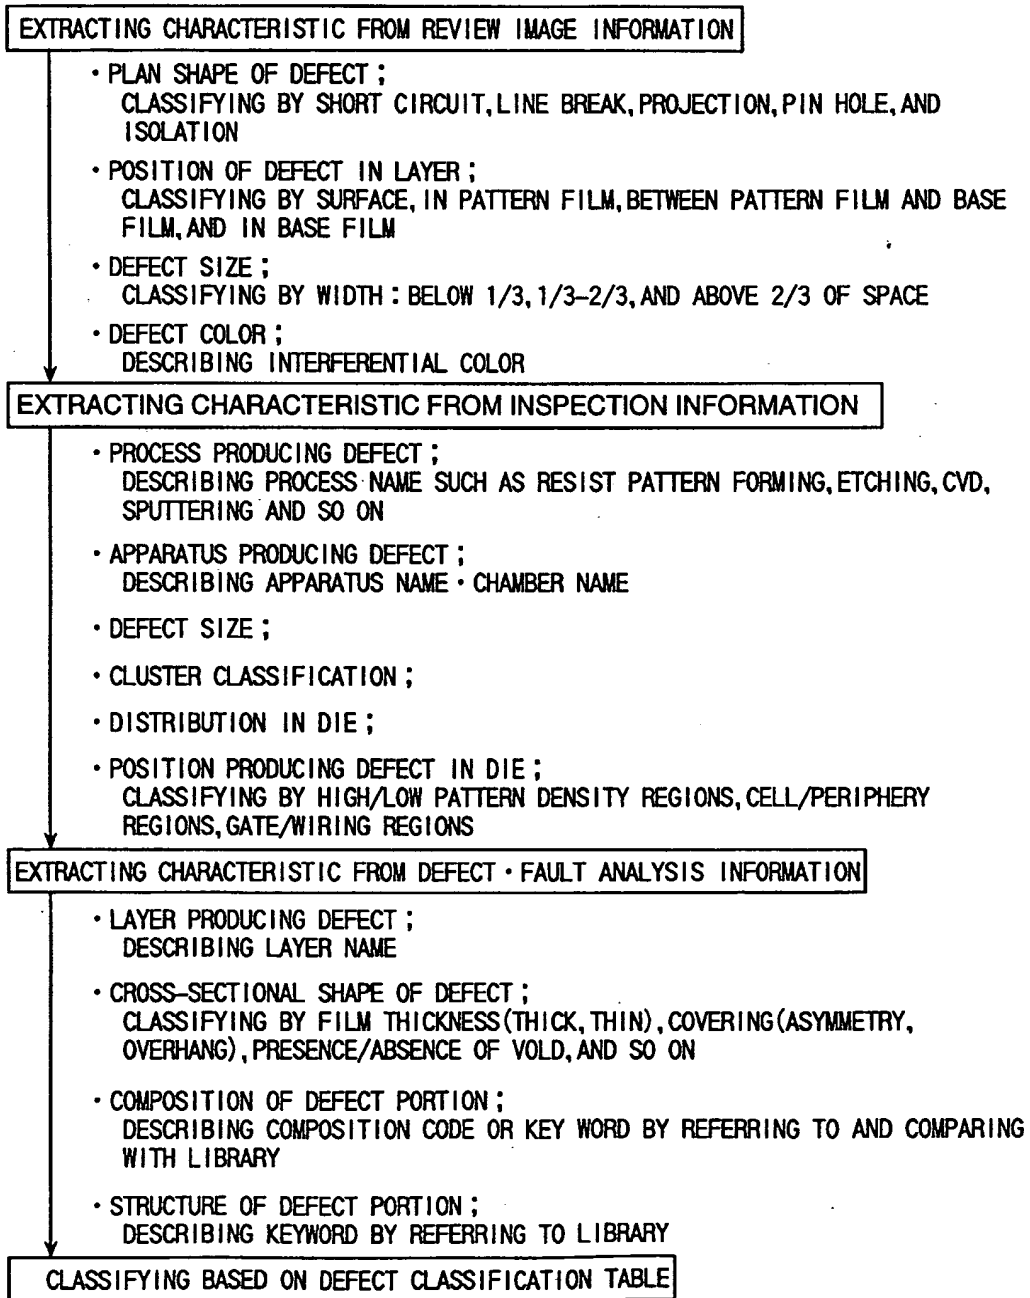 EXTRACTING CHARACTERISTIC FROM REVIEW IMAGE INFORMATION
・PLAN SHAPE OF DEFECT;
CLASSIFYING BY SHORT CIRCUIT, LINE BREAK, PROJECTION, PIN HOLE, AND
ISOLATION
・POSITION OF DEFECT IN LAYER;
CLASSIFYING BY SURFACE, IN PATTERN FILM, BETWEEN PATTERN FILM AND BASE
FILM, AND IN BASE FILM
・DEFECT SIZE;
CLASSIFYING BY WIDTH: BELOW 1/3, 1/3-2/3, AND ABOVE 2/3 OF SPACE
・DEFECT COLOR;
DESCRIBING INTERFERENTIAL COLOR
EXTRACTING CHARACTERISTIC FROM INSPECTION INFORMATION
・PROCESS PRODUCING DEFECT;
DESCRIBING PROCESS NAME SUCH AS RESIST PATTERN FORMING, ETCHING, CVD,
SPUTTERING AND SO ON
・APPARATUS PRODUCING DEFECT;
DESCRIBING APPARATUS NAME・CHAMBER NAME
・DEFECT SIZE;
・CLUSTER CLASSIFICATION;
・DISTRIBUTION IN DIE;
・POSITION PRODUCING DEFECT IN DIE;
CLASSIFYING BY HIGH/LOW PATTERN DENSITY REGIONS, CELL/PERIPHERY
REGIONS, GATE/WIRING REGIONS
EXTRACTING CHARACTERISTIC FROM DEFECT・FAULT ANALYSIS INFORMATION
・LAYER PRODUCING DEFECT;
DESCRIBING LAYER NAME
・CROSS-SECTIONAL SHAPE OF DEFECT;
CLASSIFYING BY FILM THICKNESS(THICK, THIN), COVERING(ASYMMETRY,
OVERHANG), PRESENCE/ABSENCE OF VOLD, AND SO ON
・COMPOSITION OF DEFECT PORTION;
DESCRIBING COMPOSITION CODE OR KEY WORD BY REFERRING TO AND COMPARING
WITH LIBRARY
・STRUCTURE OF DEFECT PORTION;
DESCRIBING KEYWORD BY REFERRING TO LIBRARY
CLASSIFYING BASED ON DEFECT CLASSIFICATION TABLE